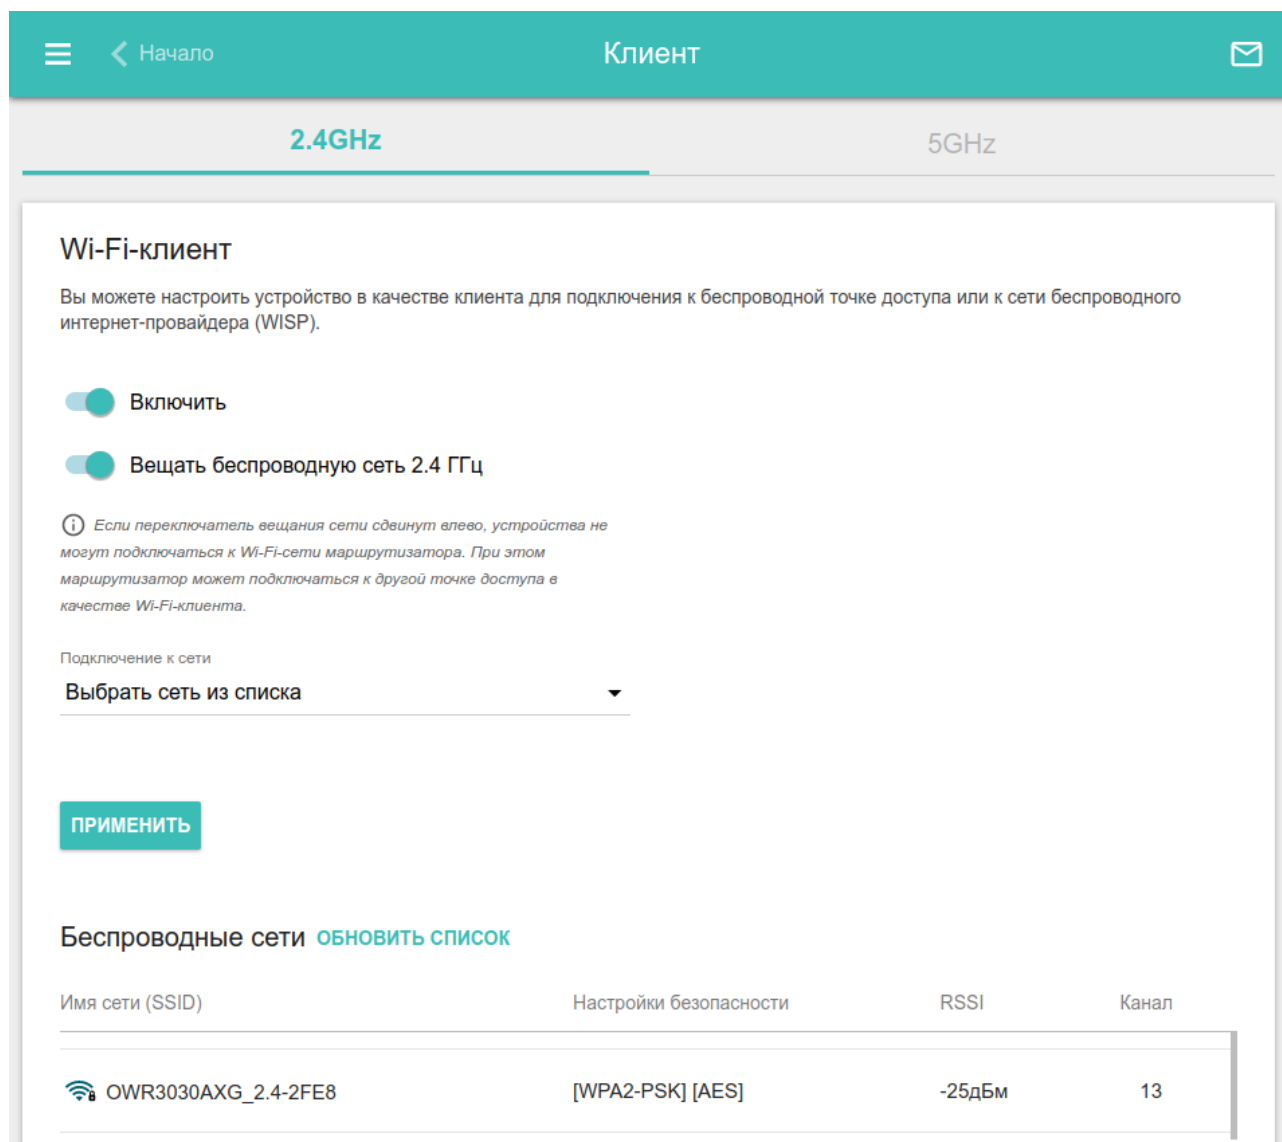 Начало
Клиент
2.4GHz
5GHz
Wi-Fi-клиент
Вы можете настроить устройство в качестве клиента для подключения к беспроводной точке доступа или к сети беспроводного
интернет-провайдера (WISP).
Включить
Вещать беспроводную сеть 2.4 ГГц
Если переключатель вещания сети сдвинут влево, устройства не
могут подключаться к Wi-Fi-сети маршрутизатора. При этом
маршрутизатор может подключаться к другой точке доступа в
качестве Wi-Fi-клиента.
Подключение к сети
Выбрать сеть из списка
ПРИМЕНИТЬ
Беспроводные сети ОБНОВИТЬ СПИСОК
Имя сети (SSID) Настройки безопасности RSSI Канал
OWR3030AXG_2.4-2FE8 [WPA2-PSK] [AES] -25дБм 13